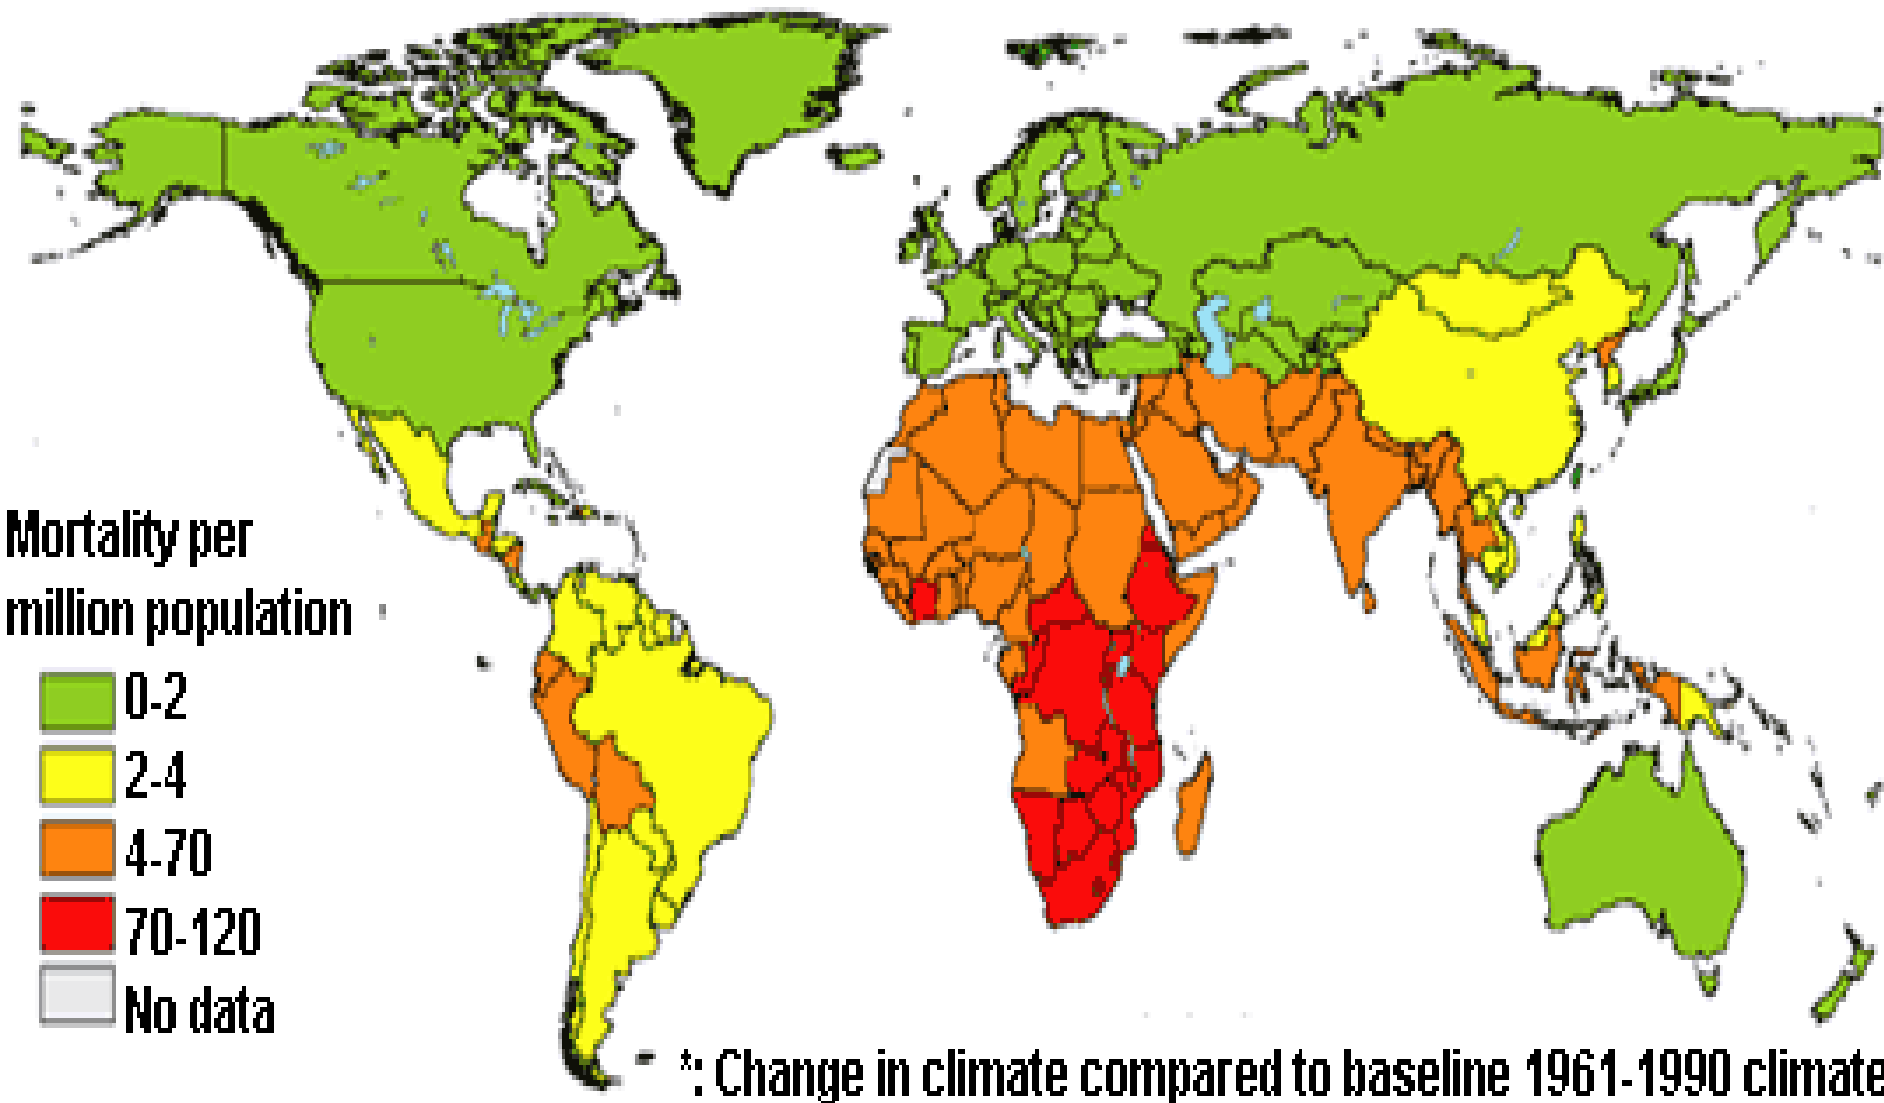 Mortality per
million population
0-2
2-4
4-70
70-120
No data
*: Change in climate compared to baseline 1961-1990 climate